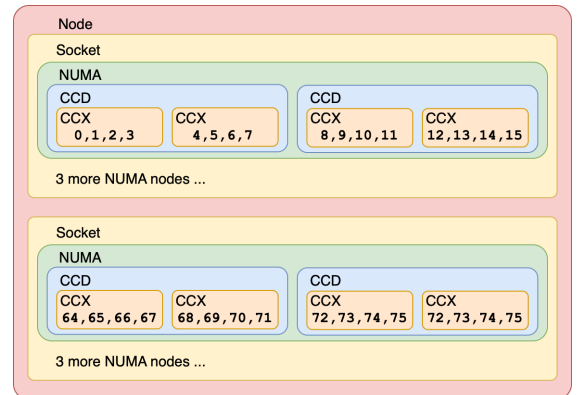 Node
Socket
NUMA
CCD CCD
CCX CCX CCX CCX
0,1,2,3 4,5,6,7 8,9,10,11 12,13,14,15
3 more NUMA nodes ...
Socket
NUMA
CCD CCD
CCX CCX CCX CCX
64,65,66,67 68,69,70,71 72,73,74,75 72,73,74,75
3 more NUMA nodes ...